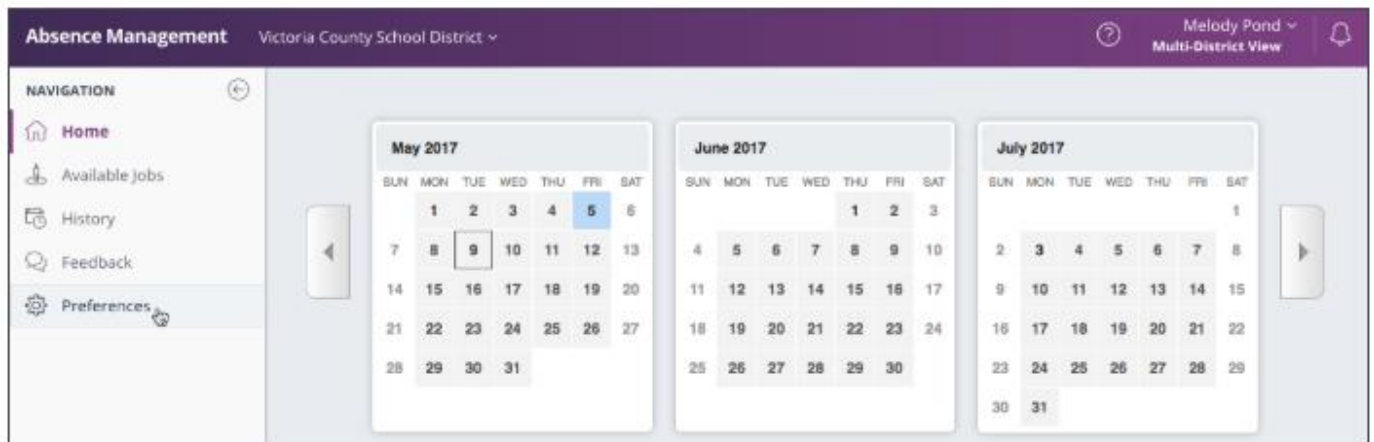 Absence Management Victoria County School District
Melody Pond
Multi-District View
NAVIGATION
Home
Available Jobs
History
Feedback
Preferences
May 2017
SUN MON TUE WED THU FRI SAT
1 2 3 4 5 6
7 8 9 10 11 12 13
14 15 16 17 18 19 20
21 22 23 24 25 26 27
28 29 30 31
June 2017
SUN MON TUE WED THU FRI SAT
1 2 3
4 5 6 7 8 9 10
11 12 13 14 15 16 17
18 19 20 21 22 23 24
25 26 27 28 29 30
July 2017
SUN MON TUE WED THU FRI SAT
1
2 3 4 5 6 7 8
9 10 11 12 13 14 15
16 17 18 19 20 21 22
23 24 25 26 27 28 29
30 31